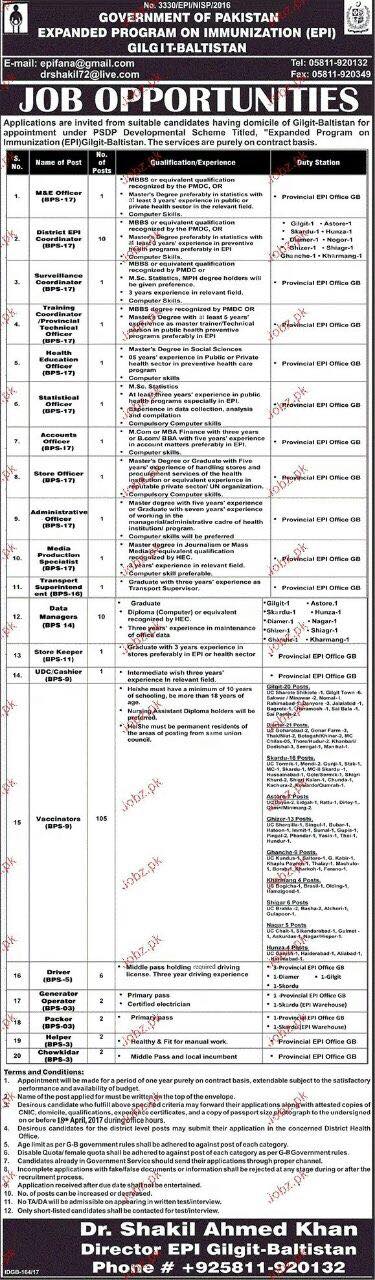 No. 3330/EPI/NISP/2016
GOVERNMENT OF PAKISTAN
EXPANDED PROGRAM ON IMMUNIZATION (EPI)
GILGIT-BALTISTAN
E-mail: epifana@gmail.com
drshakil72@live.com
Tel: 05811-920132
Fax: 05811-920349
JOB OPPORTUNITIES
Applications are invited from suitable candidates having domicile of Gilgit-Baltistan for
appointment under PSDP Developmental Scheme Titled, "Expanded Program on
Immunization (EPI)Gilgit-Baltistan. The services are purely on contract basis.
S. No. Name of Post No. of Posts Qualification/Experience Duty Station
1. M&E Officer (BPS-17) 1
• MBBS or equivalent qualification
recognized by the PMDC, OR
• Master's Degree preferably in statistics with
at least 3 years experience in public or
private health sector in the relevant field.
• Computer Skills.
• Provincial EPI Office GB
2. District EPI Coordinator (BPS-17) 10
• MBBS or equivalent qualification
recognized by the PMDC, OR
• Master's Degree preferably in statistics with
at least years' experience in preventive
health programs preferably in EPI
• Computer Skills.
• Gilgit-1 • Astore-1
• Skardu-1 • Hunza-1
• Diamer-1 • Nagor-1
• Ghizer-1 • Shiagr-1
Ghanche-1 • Kharmang-1
3. Surveillance Coordinator (BPS-17) 1
• MBBS or equivalent qualification
recognized by PMDC or
• M.Sc. Statistics, MPH degree holders will
be given preference.
• 3 years experience in relevant field.
• Computer Skills.
• Provincial EPI Office GB
4. Training Coordinator /Provincial Technical Officer (BPS-17) 1
• MBBS degree recognized by PMDC OR
• Master's Degree with at least 5 years'
experience as master trainer/Technical
person in public health preventive
programs preferably in EPI
• Provincial EPI Office GB
5. Health Education Officer (BPS-17) 1
• Master's Degree in Social Sciences
• 05 years' experience in Public or Private
health sector in preventive health care
program
• Computer skills
• Provincial EPI Office GB
6. Statistical Officer (BPS-17) 1
• M.Sc. Statistics
• At least three years' experience in public
health programs especially in EPI.
• Experience in data collection, analysis
and compilation
• Compulsory Computer Skills.
• Provincial EPI Office GB
7. Accounts Officer (BPS-17) 1
• M.Com or MBA Finance with three years
or B.com/ BBA with five years' experience
in account matters preferably in EPI.
• Compulsory Computer skills.
• Provincial EPI Office GB
8. Store Officer (BPS-17) 1
• Master's Degree or Graduate with Five
years' experience of handling stores and
procurement services of the health
institution or equivalent experience in
reputable private sector/ UN organization.
• Compulsory Computer skills.
• Provincial EPI Office GB
9. Administrative Officer (BPS-17) 1
• Master degree with five years' experience
or Graduate with seven years' experience
of working in the
managerial/administrative cadre of health
institution/ program.
• Computer skills will be preferred
• Provincial EPI Office GB
10. Media Production Specialist (BPS-17) 1
• Master degree in Journalism or Mass
Media or equivalent qualification
recognized by HEC.
• years' experience in relevant field.
• Computer skill preferable.
• Provincial EPI Office GB
11. Transport Superintendent (BPS-16) 1
• Graduate with three years' experience as
Transport Supervisor.
• Provincial EPI Office GB
12. Data Managers (BPS 14) 10
• Graduate
• Diploma (Computer) or equivalent
recognized by HEC.
• Three years' experience in maintenance
of office data
•Gilgit-1 • Astore.1
•Skardu-1 • Hunza-1
•Diamer-1 • Nagar-1
•Ghizer-1 • Shiagr-1
•Ghanche-1 • Kharmang-1
13 Store Keeper (BPS-11) 1
• Graduate with 3 years experience in
stores preferably in EPI or health sector
• Provincial EPI Office GB
14. UDC/Cashier (BPS-9) 1
• Intermediate wish three years'
experience in relevant field.
• Provincial EPI Office GB
15 Vaccinators (BPS-9) 105
• He/she must have a minimum of 10 years
of schooling, be more than 18 years of
age.
• Nursing Assistant Diploma holders will be
preferred.
• He/She must be permanent residents of
the areas of posting from same union
council.
Gilgit-20 Posts
Diamer-21 Posts
Skardu-18 Posts
Astore-7 Posts
Ghizer-13 Posts
Ghanche-6 Posts
Kharmang 4 Posts
Shigar 6 Posts
Nagar 5 Posts
Hunza-4 Posts
16 Driver (BPS-5) 6
• Middle pass holding required driving
license. Three year driving experience
• 3-Provincial EPI Office GB
• 1-Diamer • 1-Gilgit
• 1-Skardu
17 Generator Operator (BPS-03) 2
• Primary pass
• Certified electrician
• 1 -Provincial EPI Office GB
• 1-Skardu (EPI Warehouse)
18 Packer (BPS-03) 2
• Primary pass
• 1-Provincial EPI Office GB
• 1-Skardu (EPI Warehouse)
19 Helper (BPS-3) 2
• Healthy & Fit for manual work.
• Provincial EPI Office GB
20 Chowkidar (BPS-3) 2
• Middle Pass and local incumbent
• Provincial EPI Office GB
Terms and Conditions:
1. Appointment will be made for a period of one year purely on contract basis, extendable subject to the satisfactory
performance and availability of budget.
2. Name of the post applied for must be written on the top of the envelope.
3. Desirous candidates who fulfill above specified criteria may forward their applications along with attested copies of
CNIC, domicile, qualifications, experience certificates, and a copy of passport size photograph to the undersigned
on or before 19th April, 2017 during office hours.
4. Desirous candidates for the district level posts may submit their application in the concerned District Health
Office.
5. Age limit as per G-B government rules shall be adhered to against post of each category.
6. Disable Quota/ female quota shall be adhered to against post of each category as per G-B Government rules.
7. Candidates already in Government Service should send their applications through proper channel.
8. Incomplete applications with fake/false documents or information shall be rejected at any stage during or after the
recruitment process.
9. Application received after due date shall not be entertained.
10. No. of posts can be increased or decreased.
11. No TA/DA will be admissible on appearing in written test/interview.
12. Only short-listed candidates shall be contacted for test/interview.
IDGB-164/17
Dr. Shakil Ahmed Khan
Director EPI Gilgit-Baltistan
Phone # +925811-920132
Jobz.pk